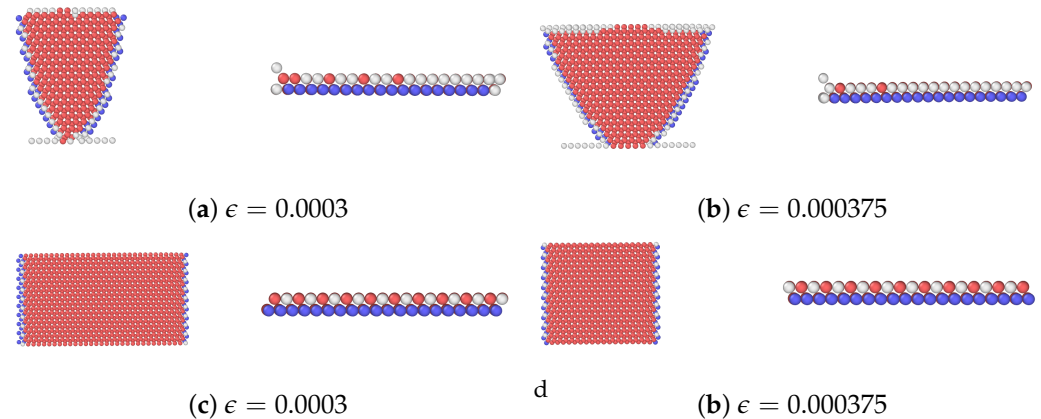 (a) ϵ = 0.0003
(b) ϵ = 0.000375
(c) ϵ = 0.0003
d
(b) ϵ = 0.000375